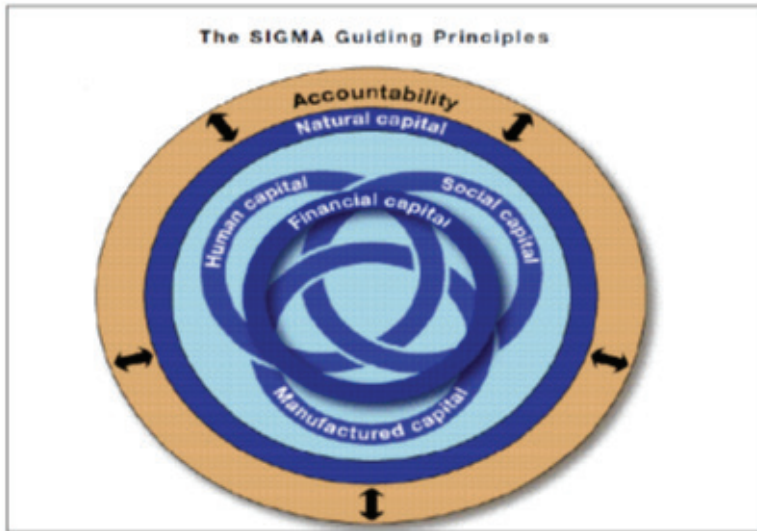 The SIGMA Guiding Principles
Accountability
Natural capital
Human capital
Social capital
Financial capital
Manufactured capital